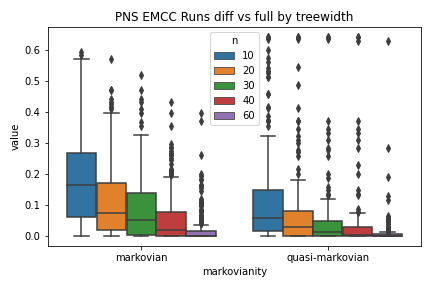 PNS EMCC Runs diff vs full by treewidth
n
10
20
30
40
60
value
0.6
0.5
0.4
0.3
0.2
0.1
0.0
markovian quasi-markovian
markovianity